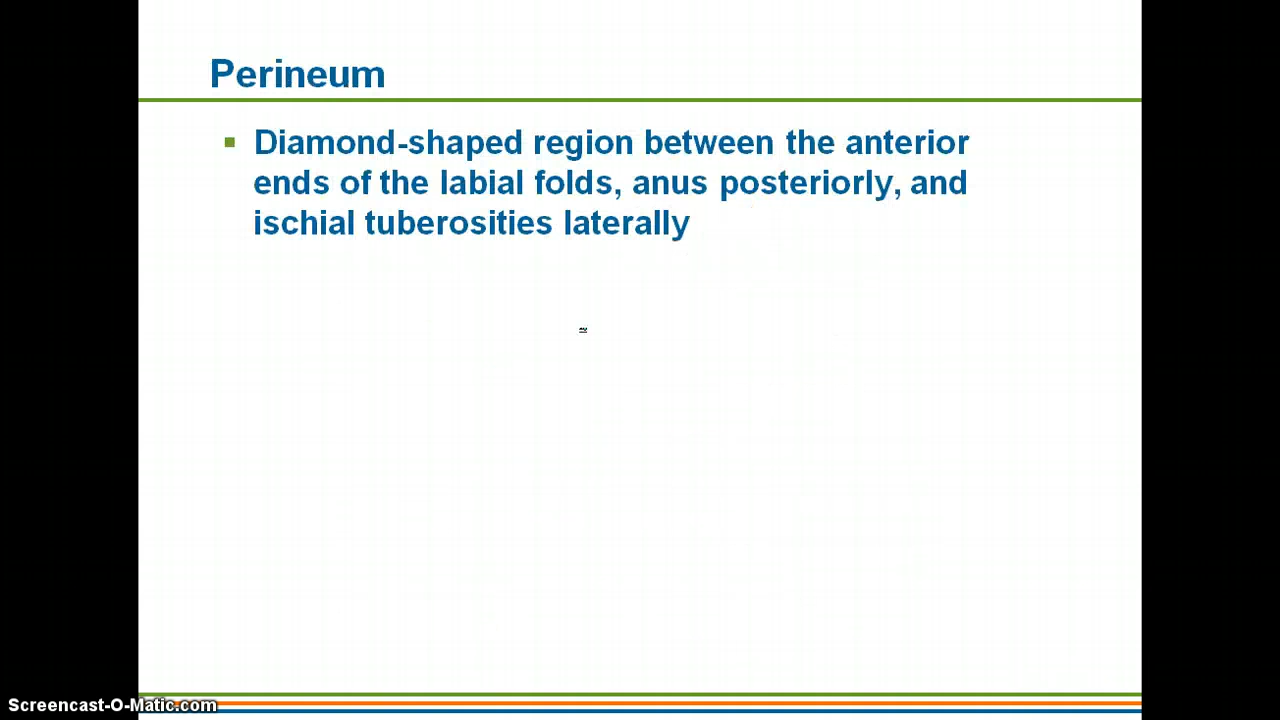 Perineum
Diamond-shaped region between the anterior
ends of the labial folds, anus posteriorly, and
ischial tuberosities laterally
Screencast-O-Matic.com